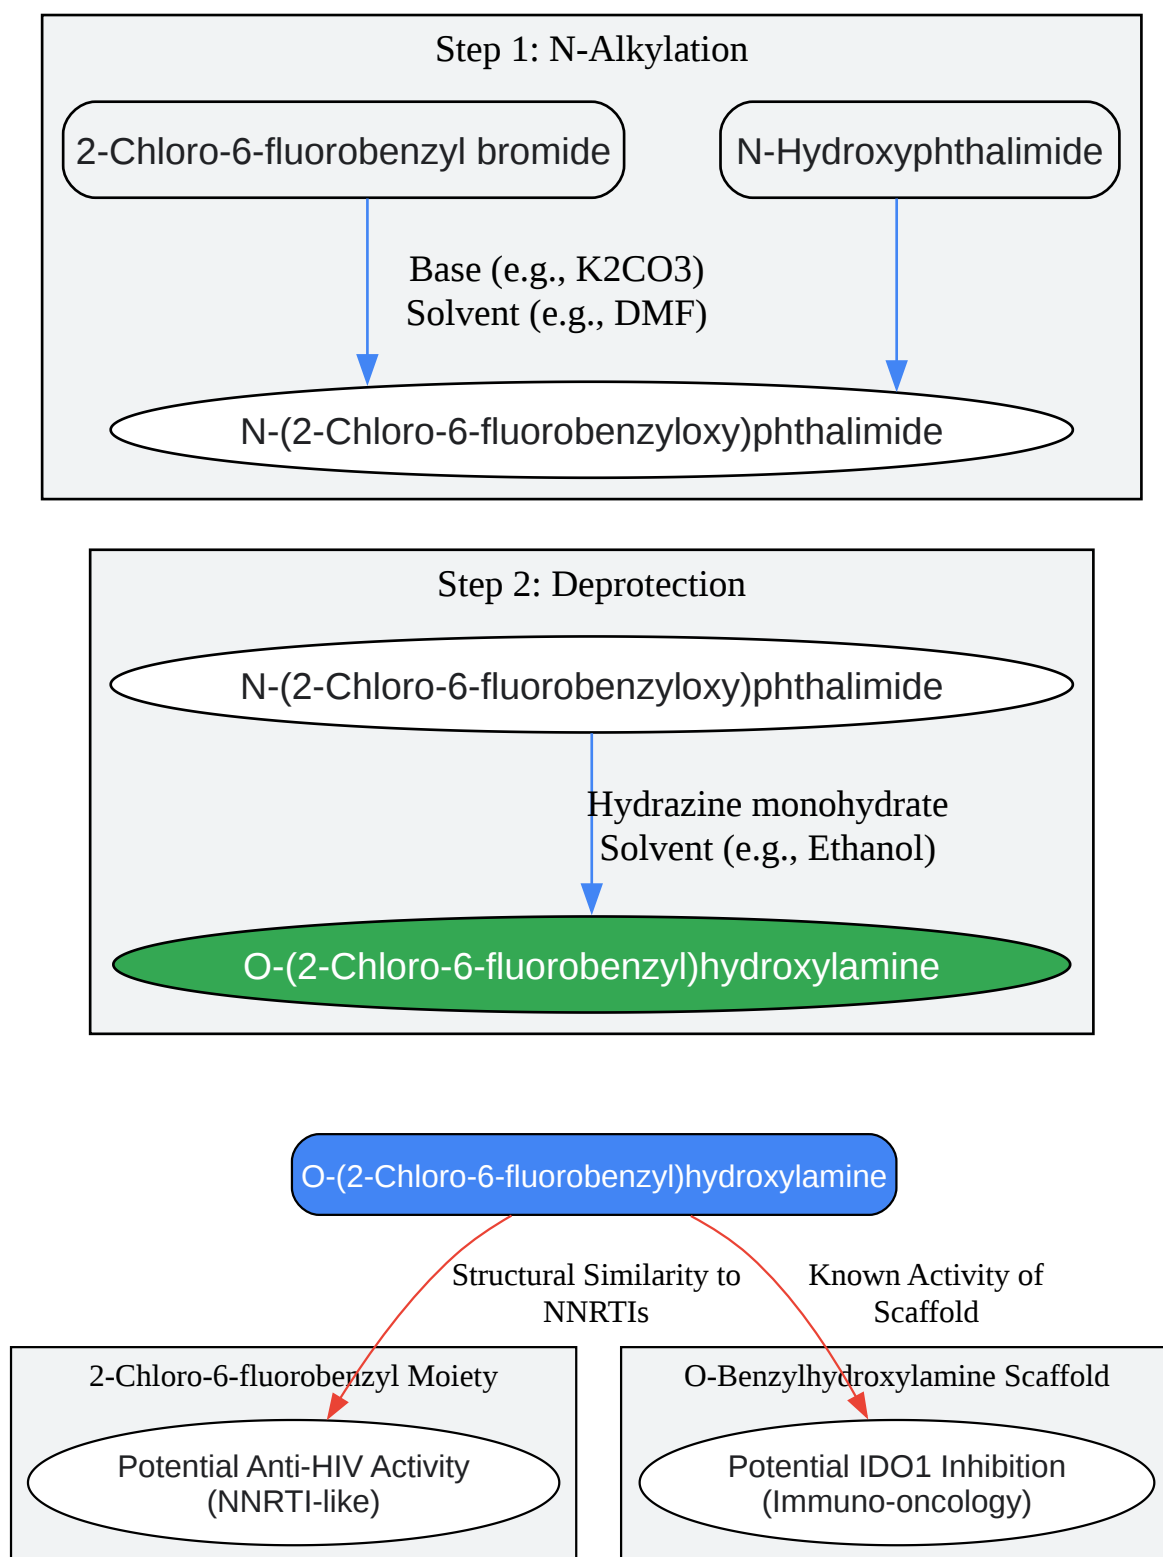 Step 1: N-Alkylation
2-Chloro-6-fluorobenzyl bromide
N-Hydroxyphthalimide
Base (e.g., K2CO3)
Solvent (e.g., DMF)
N-(2-Chloro-6-fluorobenzyloxy)phthalimide
Step 2: Deprotection
N-(2-Chloro-6-fluorobenzyloxy)phthalimide
Hydrazine monohydrate
Solvent (e.g., Ethanol)
O-(2-Chloro-6-fluorobenzyl)hydroxylamine
O-(2-Chloro-6-fluorobenzyl)hydroxylamine
Structural Similarity to
NNRTIs
Known Activity of
Scaffold
2-Chloro-6-fluorobenzyl Moiety
Potential Anti-HIV Activity
(NNRTI-like)
O-Benzylhydroxylamine Scaffold
Potential IDO1 Inhibition
(Immuno-oncology)